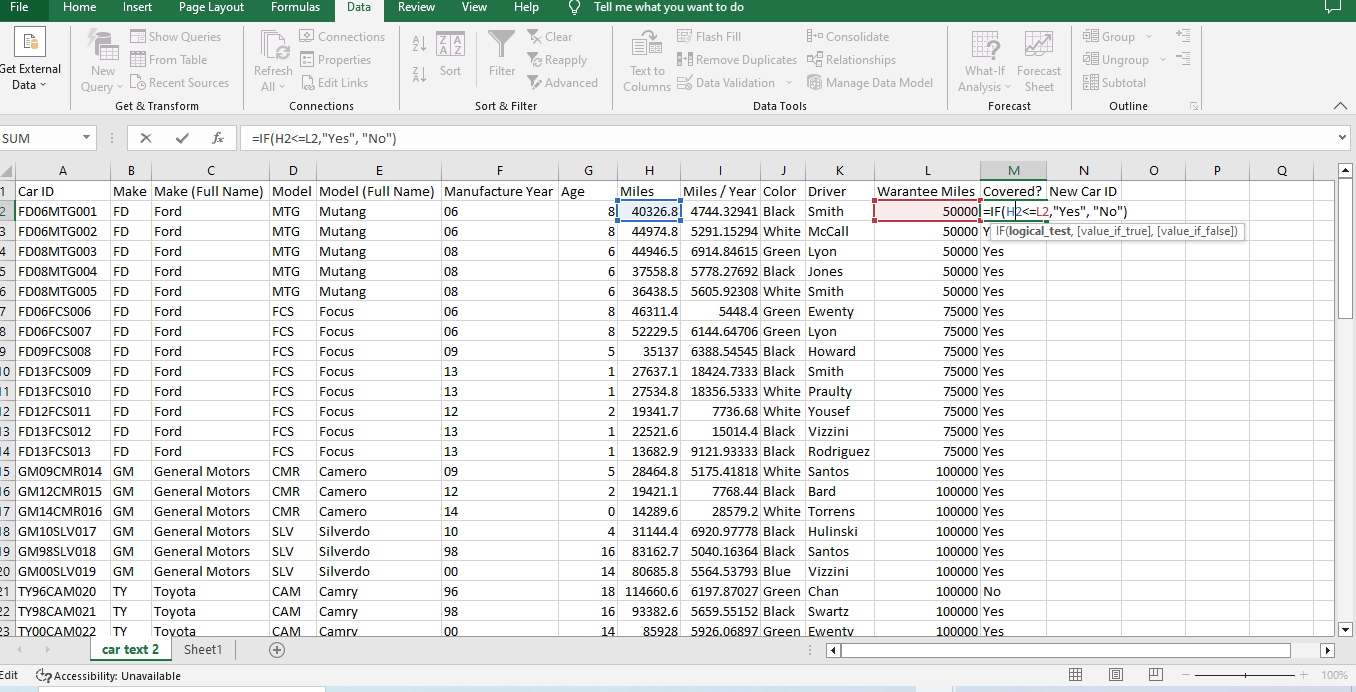 File Home Insert Page Layout Formulas Data Review View Help Tell me what you want to do
Get External Data
New Query
Show Queries
From Table
Recent Sources
Get & Transform
Refresh All
Connections
Properties
Edit Links
Connections
Sort
Filter
Clear
Reapply
Advanced
Sort & Filter
Text to Columns
Flash Fill
Remove Duplicates
Data Validation
Consolidate
Relationships
Manage Data Model
Data Tools
What-If Analysis
Forecast Sheet
Forecast
Group
Ungroup
Subtotal
Outline
SUM fx =IF(H2<=L2,"Yes", "No")
A B C D E F G H I J K L M N O P Q
1 Car ID Make Make (Full Name) Model Model (Full Name) Manufacture Year Age Miles Miles / Year Color Driver Warantee Miles Covered? New Car ID
2 FD06MTG001 FD Ford MTG Mutang 06 8 40326.8 4744.32941 Black Smith 50000 =IF(H2<=L2,"Yes", "No")
3 FD06MTG002 FD Ford MTG Mutang 06 8 44974.8 5291.15294 White McCall 50000 Y
IF(logical_test, [value_if_true], [value_if_false])
4 FD08MTG003 FD Ford MTG Mutang 08 6 44946.5 6914.84615 Green Lyon 50000 Yes
5 FD08MTG004 FD Ford MTG Mutang 08 6 37558.8 5778.27692 Black Jones 50000 Yes
6 FD08MTG005 FD Ford MTG Mutang 08 6 36438.5 5605.92308 White Smith 50000 Yes
7 FD06FCS006 FD Ford FCS Focus 06 8 46311.4 5448.4 Green Ewenty 75000 Yes
8 FD06FCS007 FD Ford FCS Focus 06 8 52229.5 6144.64706 Green Lyon 75000 Yes
9 FD09FCS008 FD Ford FCS Focus 09 5 35137 6388.54545 Black Howard 75000 Yes
10 FD13FCS009 FD Ford FCS Focus 13 1 27637.1 18424.7333 Black Smith 75000 Yes
11 FD13FCS010 FD Ford FCS Focus 13 1 27534.8 18356.5333 White Praulty 75000 Yes
12 FD12FCS011 FD Ford FCS Focus 12 2 19341.7 7736.68 White Yousef 75000 Yes
13 FD13FCS012 FD Ford FCS Focus 13 1 22521.6 15014.4 Black Vizzini 75000 Yes
14 FD13FCS013 FD Ford FCS Focus 13 1 13682.9 9121.93333 Black Rodriguez 75000 Yes
15 GM09CMR014 GM General Motors CMR Camero 09 5 28464.8 5175.41818 White Santos 100000 Yes
16 GM12CMR015 GM General Motors CMR Camero 12 2 19421.1 7768.44 Black Bard 100000 Yes
17 GM14CMR016 GM General Motors CMR Camero 14 0 14289.6 28579.2 White Torrens 100000 Yes
18 GM10SLV017 GM General Motors SLV Silverdo 10 4 31144.4 6920.97778 Black Hulinski 100000 Yes
19 GM98SLV018 GM General Motors SLV Silverdo 98 16 83162.7 5040.16364 Black Santos 100000 Yes
20 GM00SLV019 GM General Motors SLV Silverdo 00 14 80685.8 5564.53793 Blue Vizzini 100000 Yes
21 TY96CAM020 TY Toyota CAM Camry 96 18 114660.6 6197.87027 Green Chan 100000 No
22 TY98CAM021 TY Toyota CAM Camry 98 16 93382.6 5659.55152 Black Swartz 100000 Yes
23 TY00CAM022 TY Toyota CAM Camry 00 14 85928 5926.06897 Green Ewenty 100000 Yes
car text 2 Sheet1
Edit Accessibility: Unavailable 100%